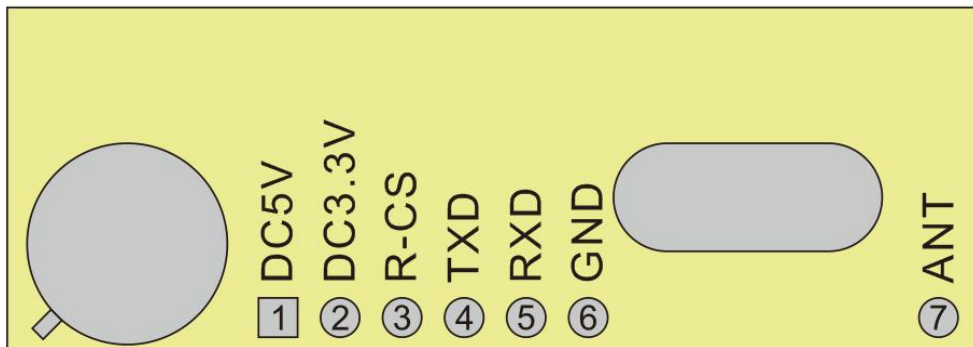 DC5V
DC3.3V
R-CS
TXD
RXD
GND
ANT
1 2 3 4 5 6 7